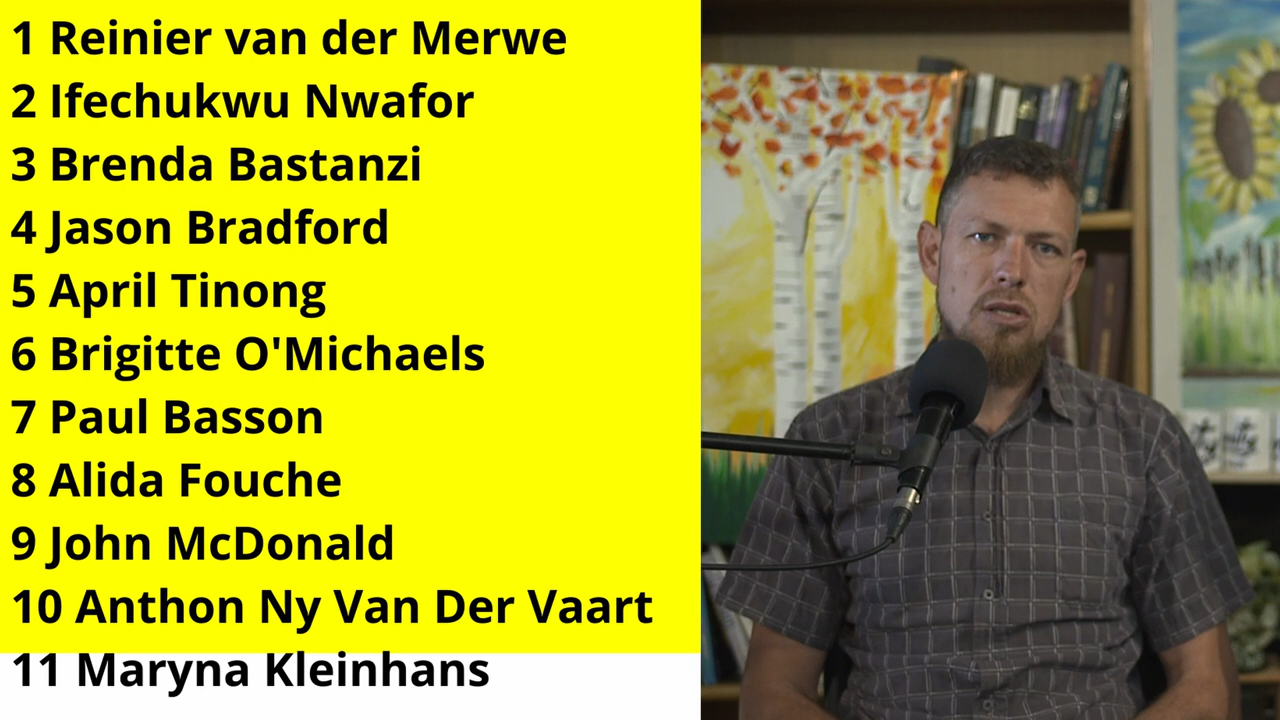 1 Reinier van der Merwe
2 Ifechukwu Nwafor
3 Brenda Bastanzi
4 Jason Bradford
5 April Tinong
6 Brigitte O'Michaels
7 Paul Basson
8 Alida Fouche
9 John McDonald
10 Anthon Ny Van Der Vaart
11 Maryna Kleinhans